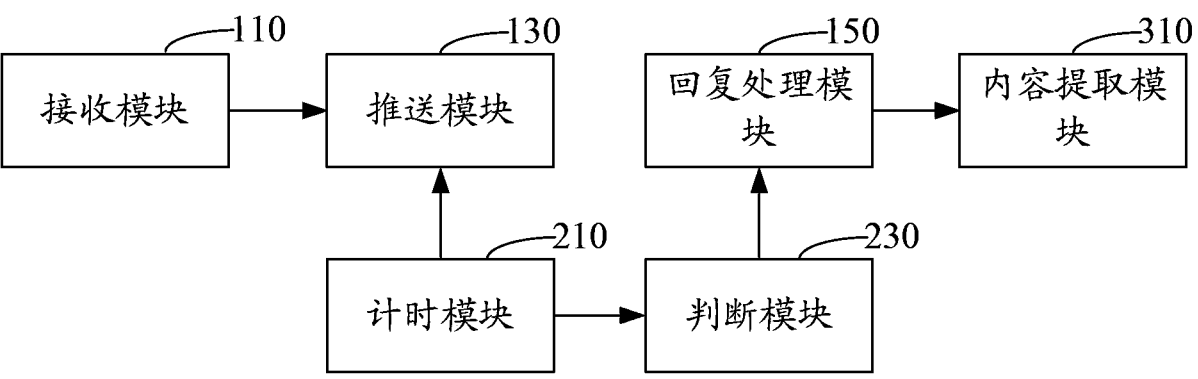 110
130
150
310
接收模块
推送模块
回复处理模
块
内容提取模
块
210
230
计时模块
判断模块